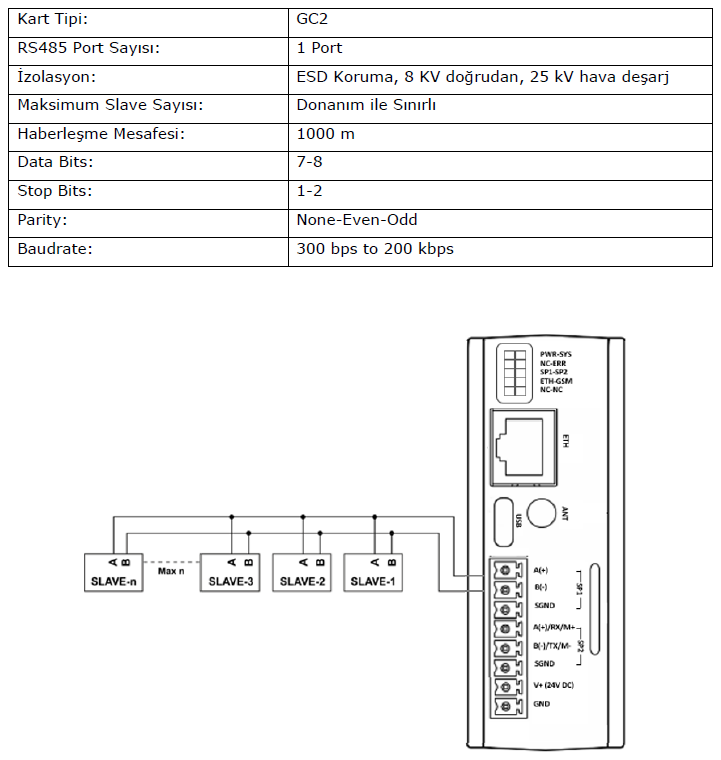 Kart Tipi: GC2
RS485 Port Sayısı: 1 Port
İzolasyon: ESD Koruma, 8 KV doğrudan, 25 kV hava deşarj
Maksimum Slave Sayısı: Donanım ile Sınırlı
Haberleşme Mesafesi: 1000 m
Data Bits: 7-8
Stop Bits: 1-2
Parity: None-Even-Odd
Baudrate: 300 bps to 200 kbps
PWR-SYS
NC-ERR
SP1-SP2
ETH-GSM
NC-NC
ETH
USB
ANT
A B
SLAVE-n
Max n
A B
SLAVE-3
A B
SLAVE-2
A B
SLAVE-1
A(+)
B(-)
SGND
SP1
A(+)/RX/M+
B(-)/TX/M-
SGND
SP2
V+ (24V DC)
GND